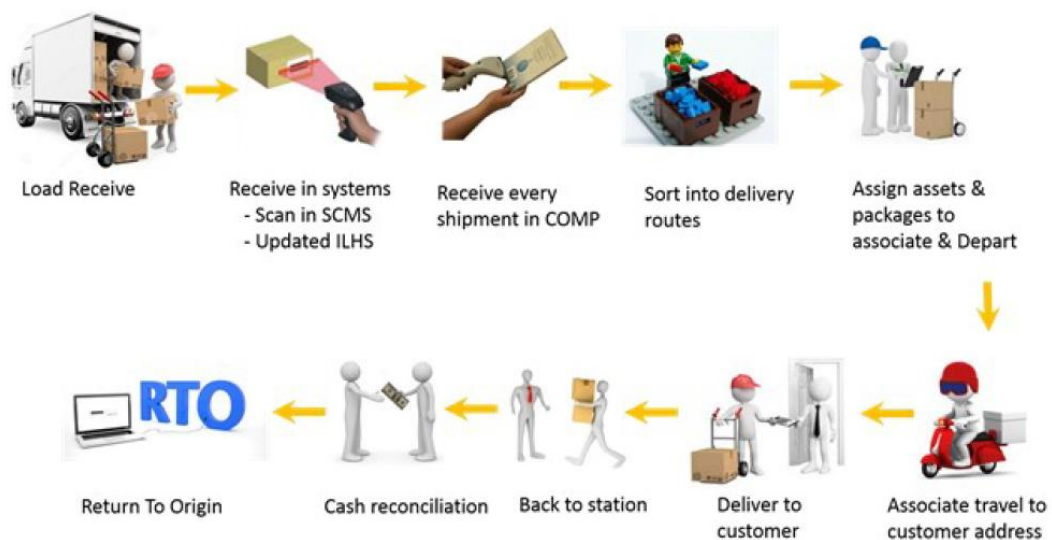 Load Receive
Receive in systems
- Scan in SCMS
- Updated ILHS
Receive every
shipment in COMP
Sort into delivery
routes
Assign assets &
packages to
associate & Depart
Associate travel to
customer address
Deliver to
customer
Back to station
Cash reconciliation
RTO
Return To Origin